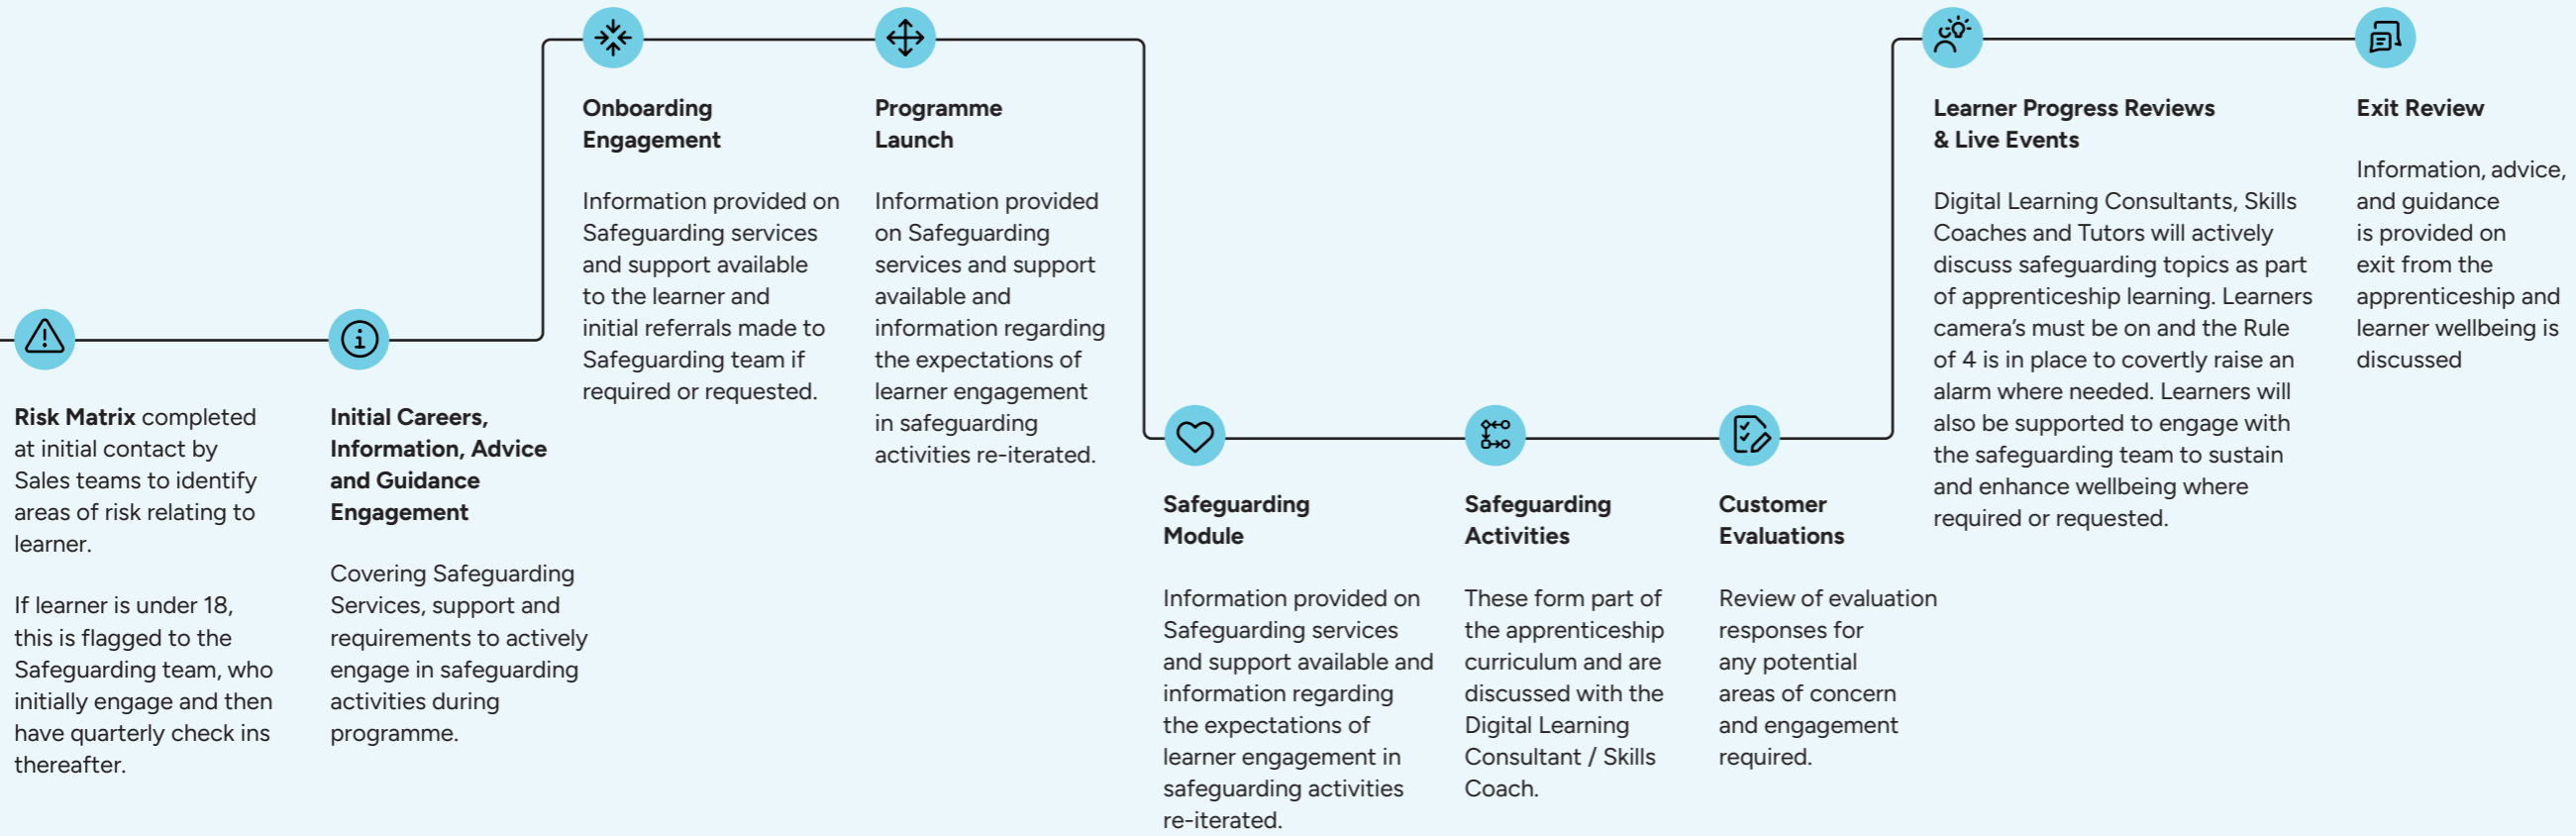 Risk Matrix completed
at initial contact by
Sales teams to identify
areas of risk relating to
learner.
If learner is under 18,
this is flagged to the
Safeguarding team, who
initially engage and then
have quarterly check ins
thereafter.
Initial Careers,
Information, Advice
and Guidance
Engagement
Covering Safeguarding
Services, support and
requirements to actively
engage in safeguarding
activities during
programme.
Onboarding
Engagement
Information provided on
Safeguarding services
and support available
to the learner and
initial referrals made to
Safeguarding team if
required or requested.
Programme
Launch
Information provided
on Safeguarding
services and support
available and
information regarding
the expectations of
learner engagement
in safeguarding
activities re-iterated.
Safeguarding
Module
Information provided on
Safeguarding services
and support available and
information regarding
the expectations of
learner engagement in
safeguarding activities
re-iterated.
Safeguarding
Activities
These form part of
the apprenticeship
curriculum and are
discussed with the
Digital Learning
Consultant / Skills
Coach.
Customer
Evaluations
Review of evaluation
responses for
any potential
areas of concern
and engagement
required.
Learner Progress Reviews
& Live Events
Digital Learning Consultants, Skills
Coaches and Tutors will actively
discuss safeguarding topics as part
of apprenticeship learning. Learners
camera's must be on and the Rule
of 4 is in place to covertly raise an
alarm where needed. Learners will
also be supported to engage with
the safeguarding team to sustain
and enhance wellbeing where
required or requested.
Exit Review
Information, advice,
and guidance
is provided on
exit from the
apprenticeship and
learner wellbeing is
discussed